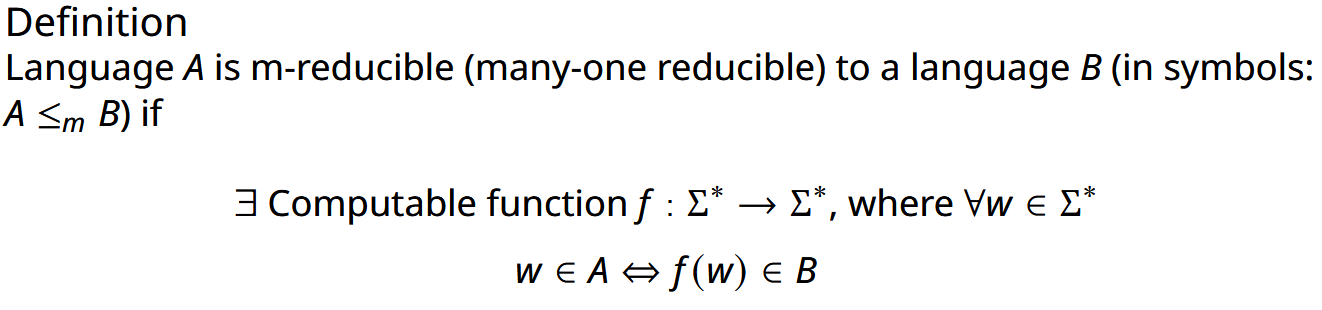 Definition
Language A is m-reducible (many-one reducible) to a language B (in symbols:
A ≤m B) if
∃ Computable function f : Σ* → Σ*, where ∀w ∈ Σ*
w ∈ A ⇔ f(w) ∈ B